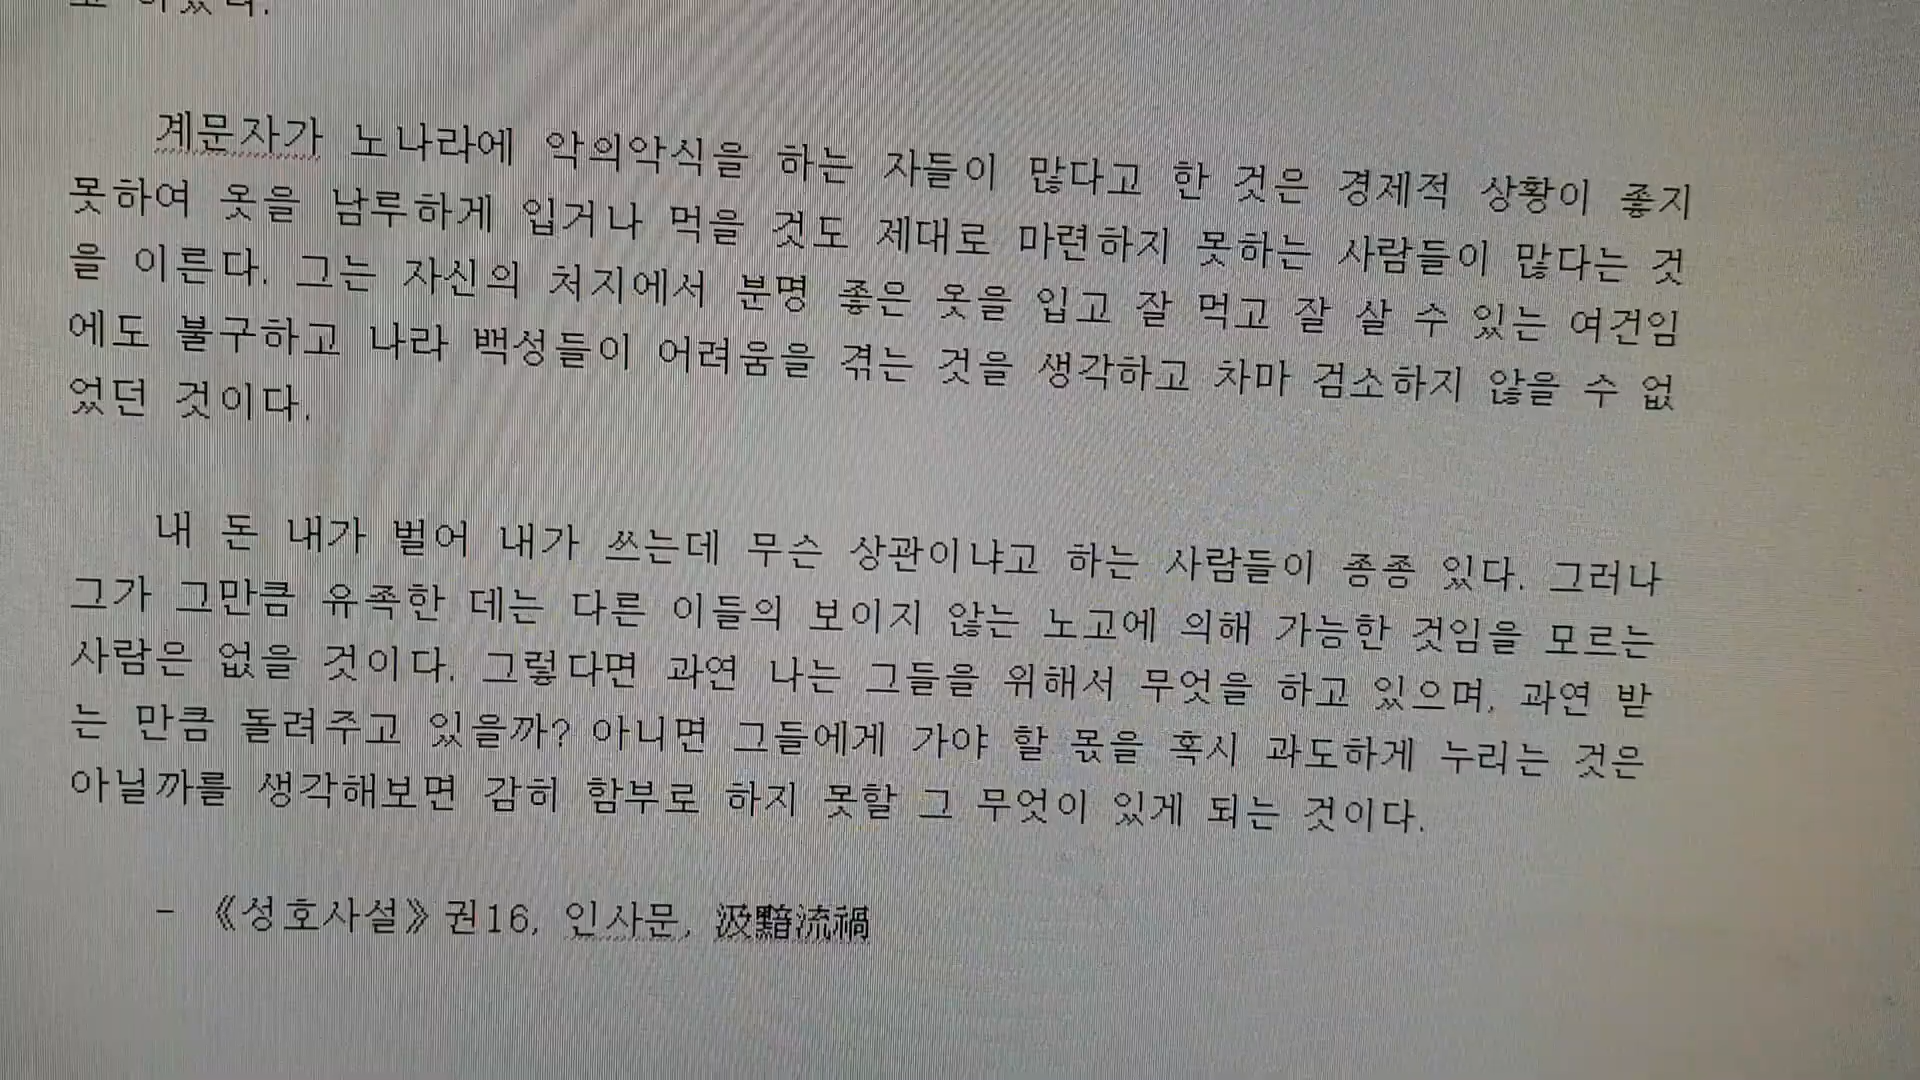 계문자가 노나라에 악의악식을 하는 자들이 많다고 한 것은 경제적 상황이 좋지
못하여 옷을 남루하게 입거나 먹을 것도 제대로 마련하지 못하는 사람들이 많다는 것
을 이른다. 그는 자신의 처지에서 분명 좋은 옷을 입고 잘 먹고 잘 살 수 있는 여건임
에도 불구하고 나라 백성들이 어려움을 겪는 것을 생각하고 차마 검소하지 않을 수 없
었던 것이다.
내 돈 내가 벌어 내가 쓰는데 무슨 상관이냐고 하는 사람들이 종종 있다. 그러나
그가 그만큼 유족한 데는 다른 이들의 보이지 않는 노고에 의해 가능한 것임을 모르는
사람은 없을 것이다. 그렇다면 과연 나는 그들을 위해서 무엇을 하고 있으며, 과연 받
는 만큼 돌려주고 있을까? 아니면 그들에게 가야 할 몫을 혹시 과도하게 누리는 것은
아닐까를 생각해보면 감히 함부로 하지 못할 그 무엇이 있게 되는 것이다.
- 《성호사설》권16, 인사문, 汲黯流禍